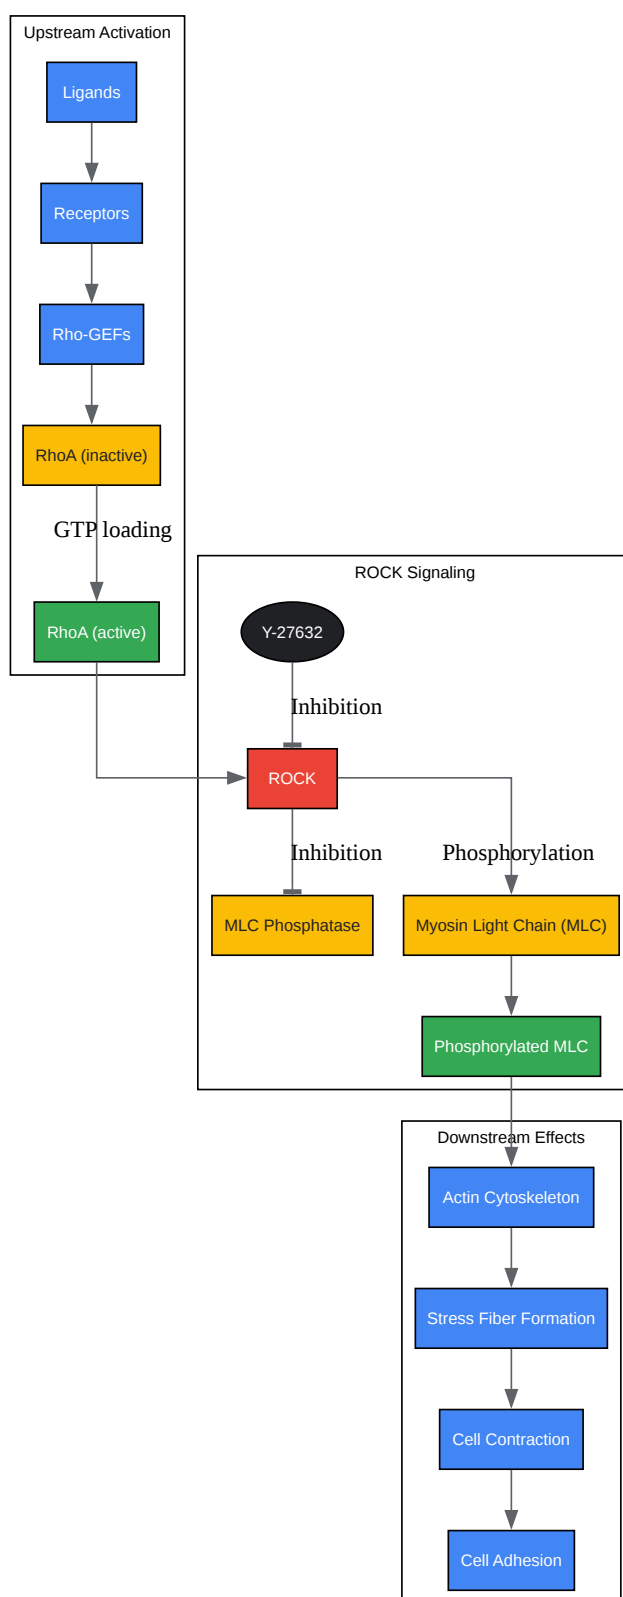 Upstream Activation
Ligands
Receptors
Rho-GEFs
RhoA (inactive)
GTP loading
RhoA (active)
ROCK Signaling
Y-27632
Inhibition
ROCK
Inhibition
Phosphorylation
MLC Phosphatase
Myosin Light Chain (MLC)
Phosphorylated MLC
Downstream Effects
Actin Cytoskeleton
Stress Fiber Formation
Cell Contraction
Cell Adhesion